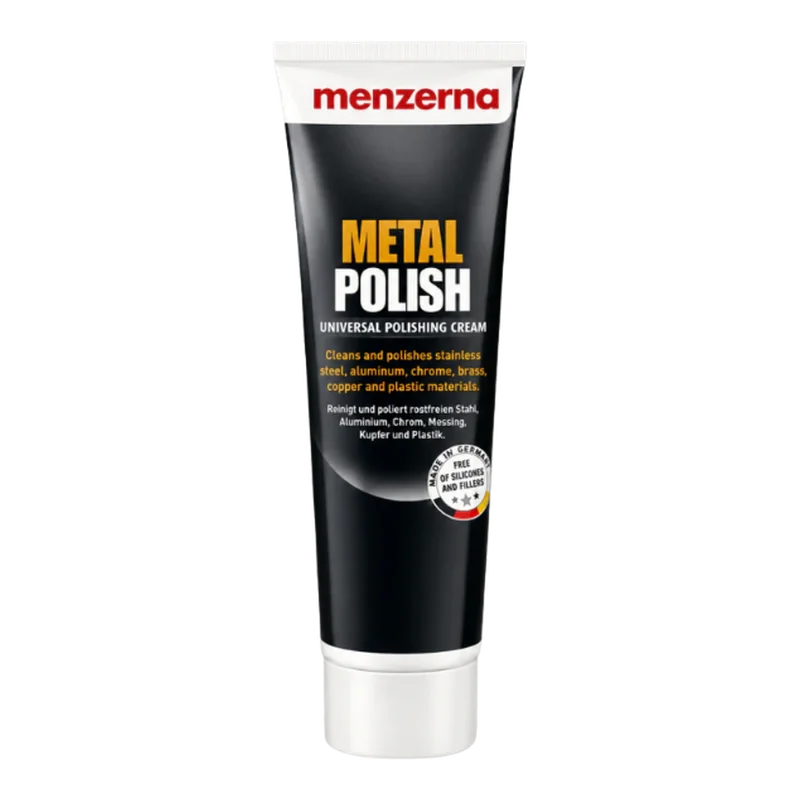 menzerna
METAL
POLISH
UNIVERSAL POLISHING CREAM
Cleans and polishes stainless
steel, aluminum, chrome, brass,
copper and plastic materials.
Reinigt und poliert rostfreien Stahl,
Aluminium, Chrom, Messing,
Kupfer und Plastik.
MADE IN GERMANY
FREE
OF SILICONES
AND FILLERS